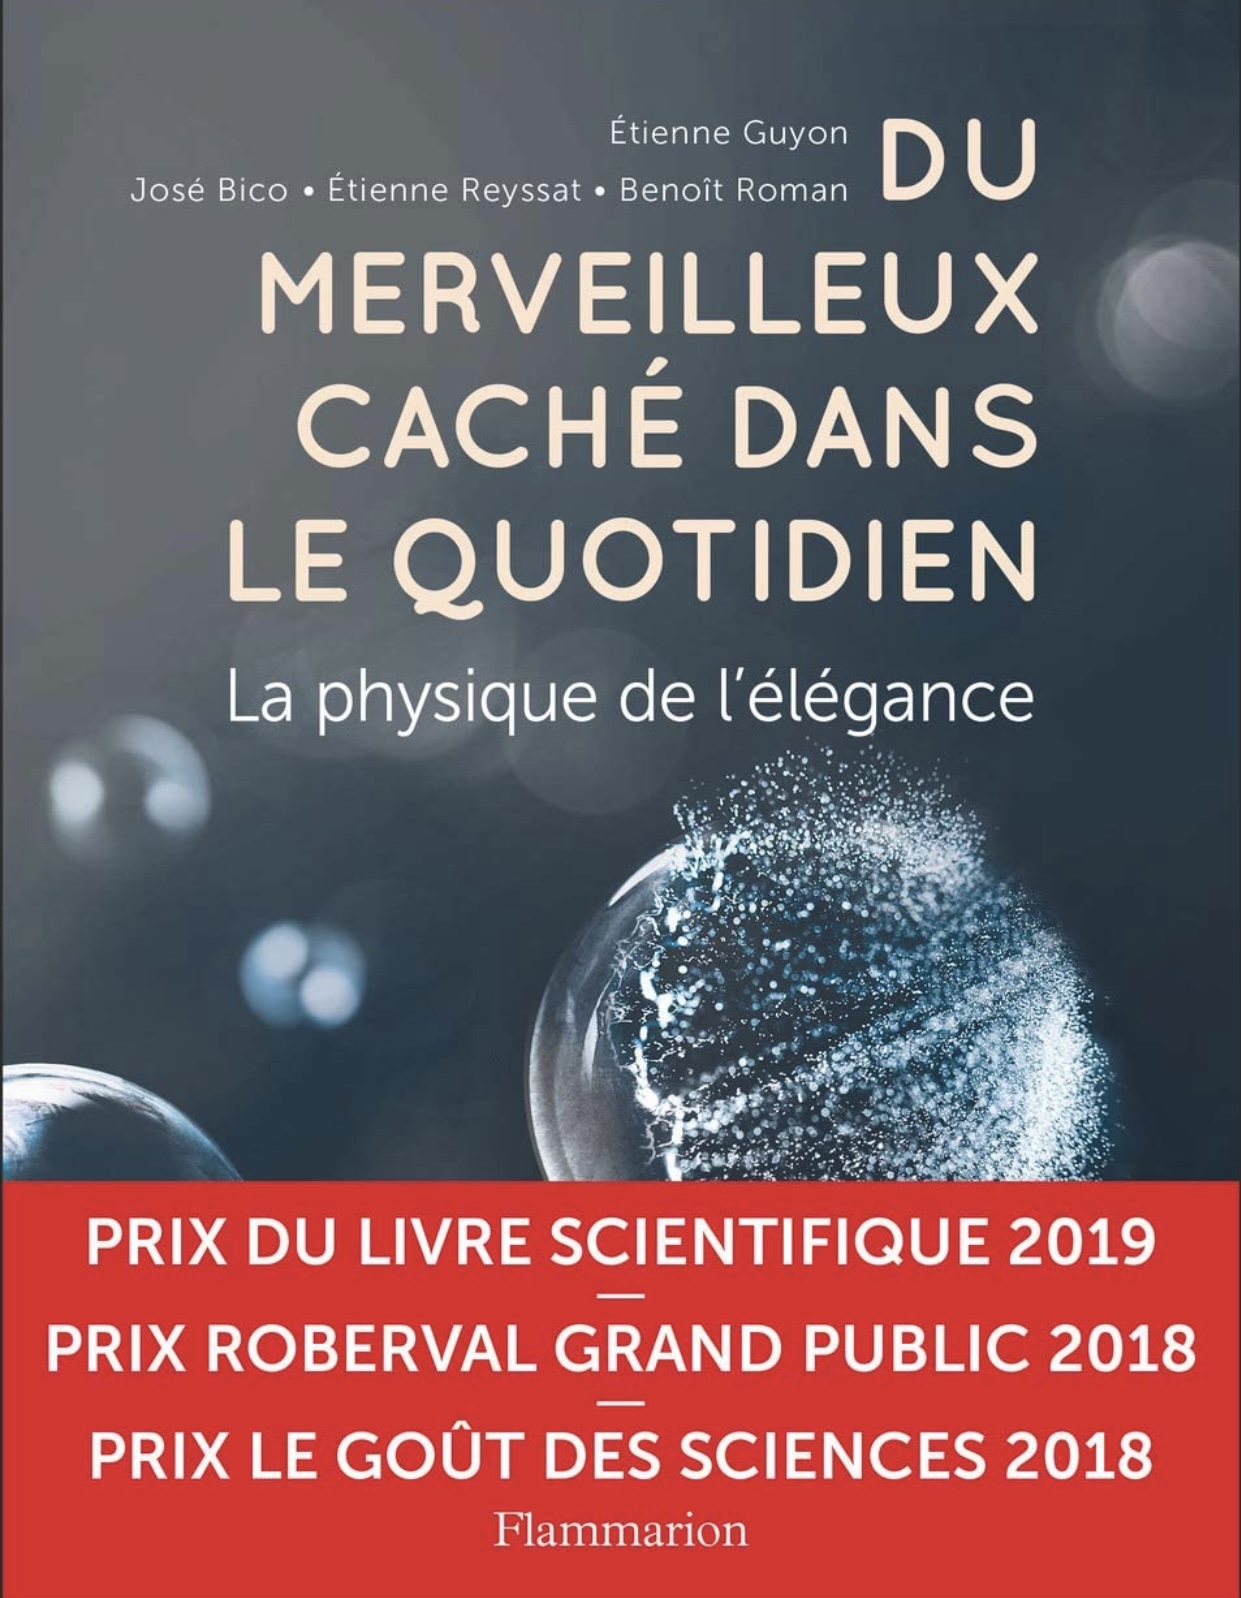 Étienne Guyon
José Bico • Étienne Reyssat • Benoît Roman
DU
MERVEILLEUX
CACHÉ DANS
LE QUOTIDIEN
La physique de l'élégance
PRIX DU LIVRE SCIENTIFIQUE 2019
—
PRIX ROBERVAL GRAND PUBLIC 2018
—
PRIX LE GOÛT DES SCIENCES 2018
Flammarion